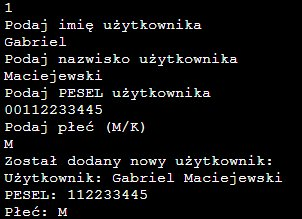 1
Podaj imię użytkownika
Gabriel
Podaj nazwisko użytkownika
Maciejewski
Podaj PESEL użytkownika
00112233445
Podaj płeć (M/K)
M
Został dodany nowy użytkownik:
Użytkownik: Gabriel Maciejewski
PESEL: 112233445
Płeć: M